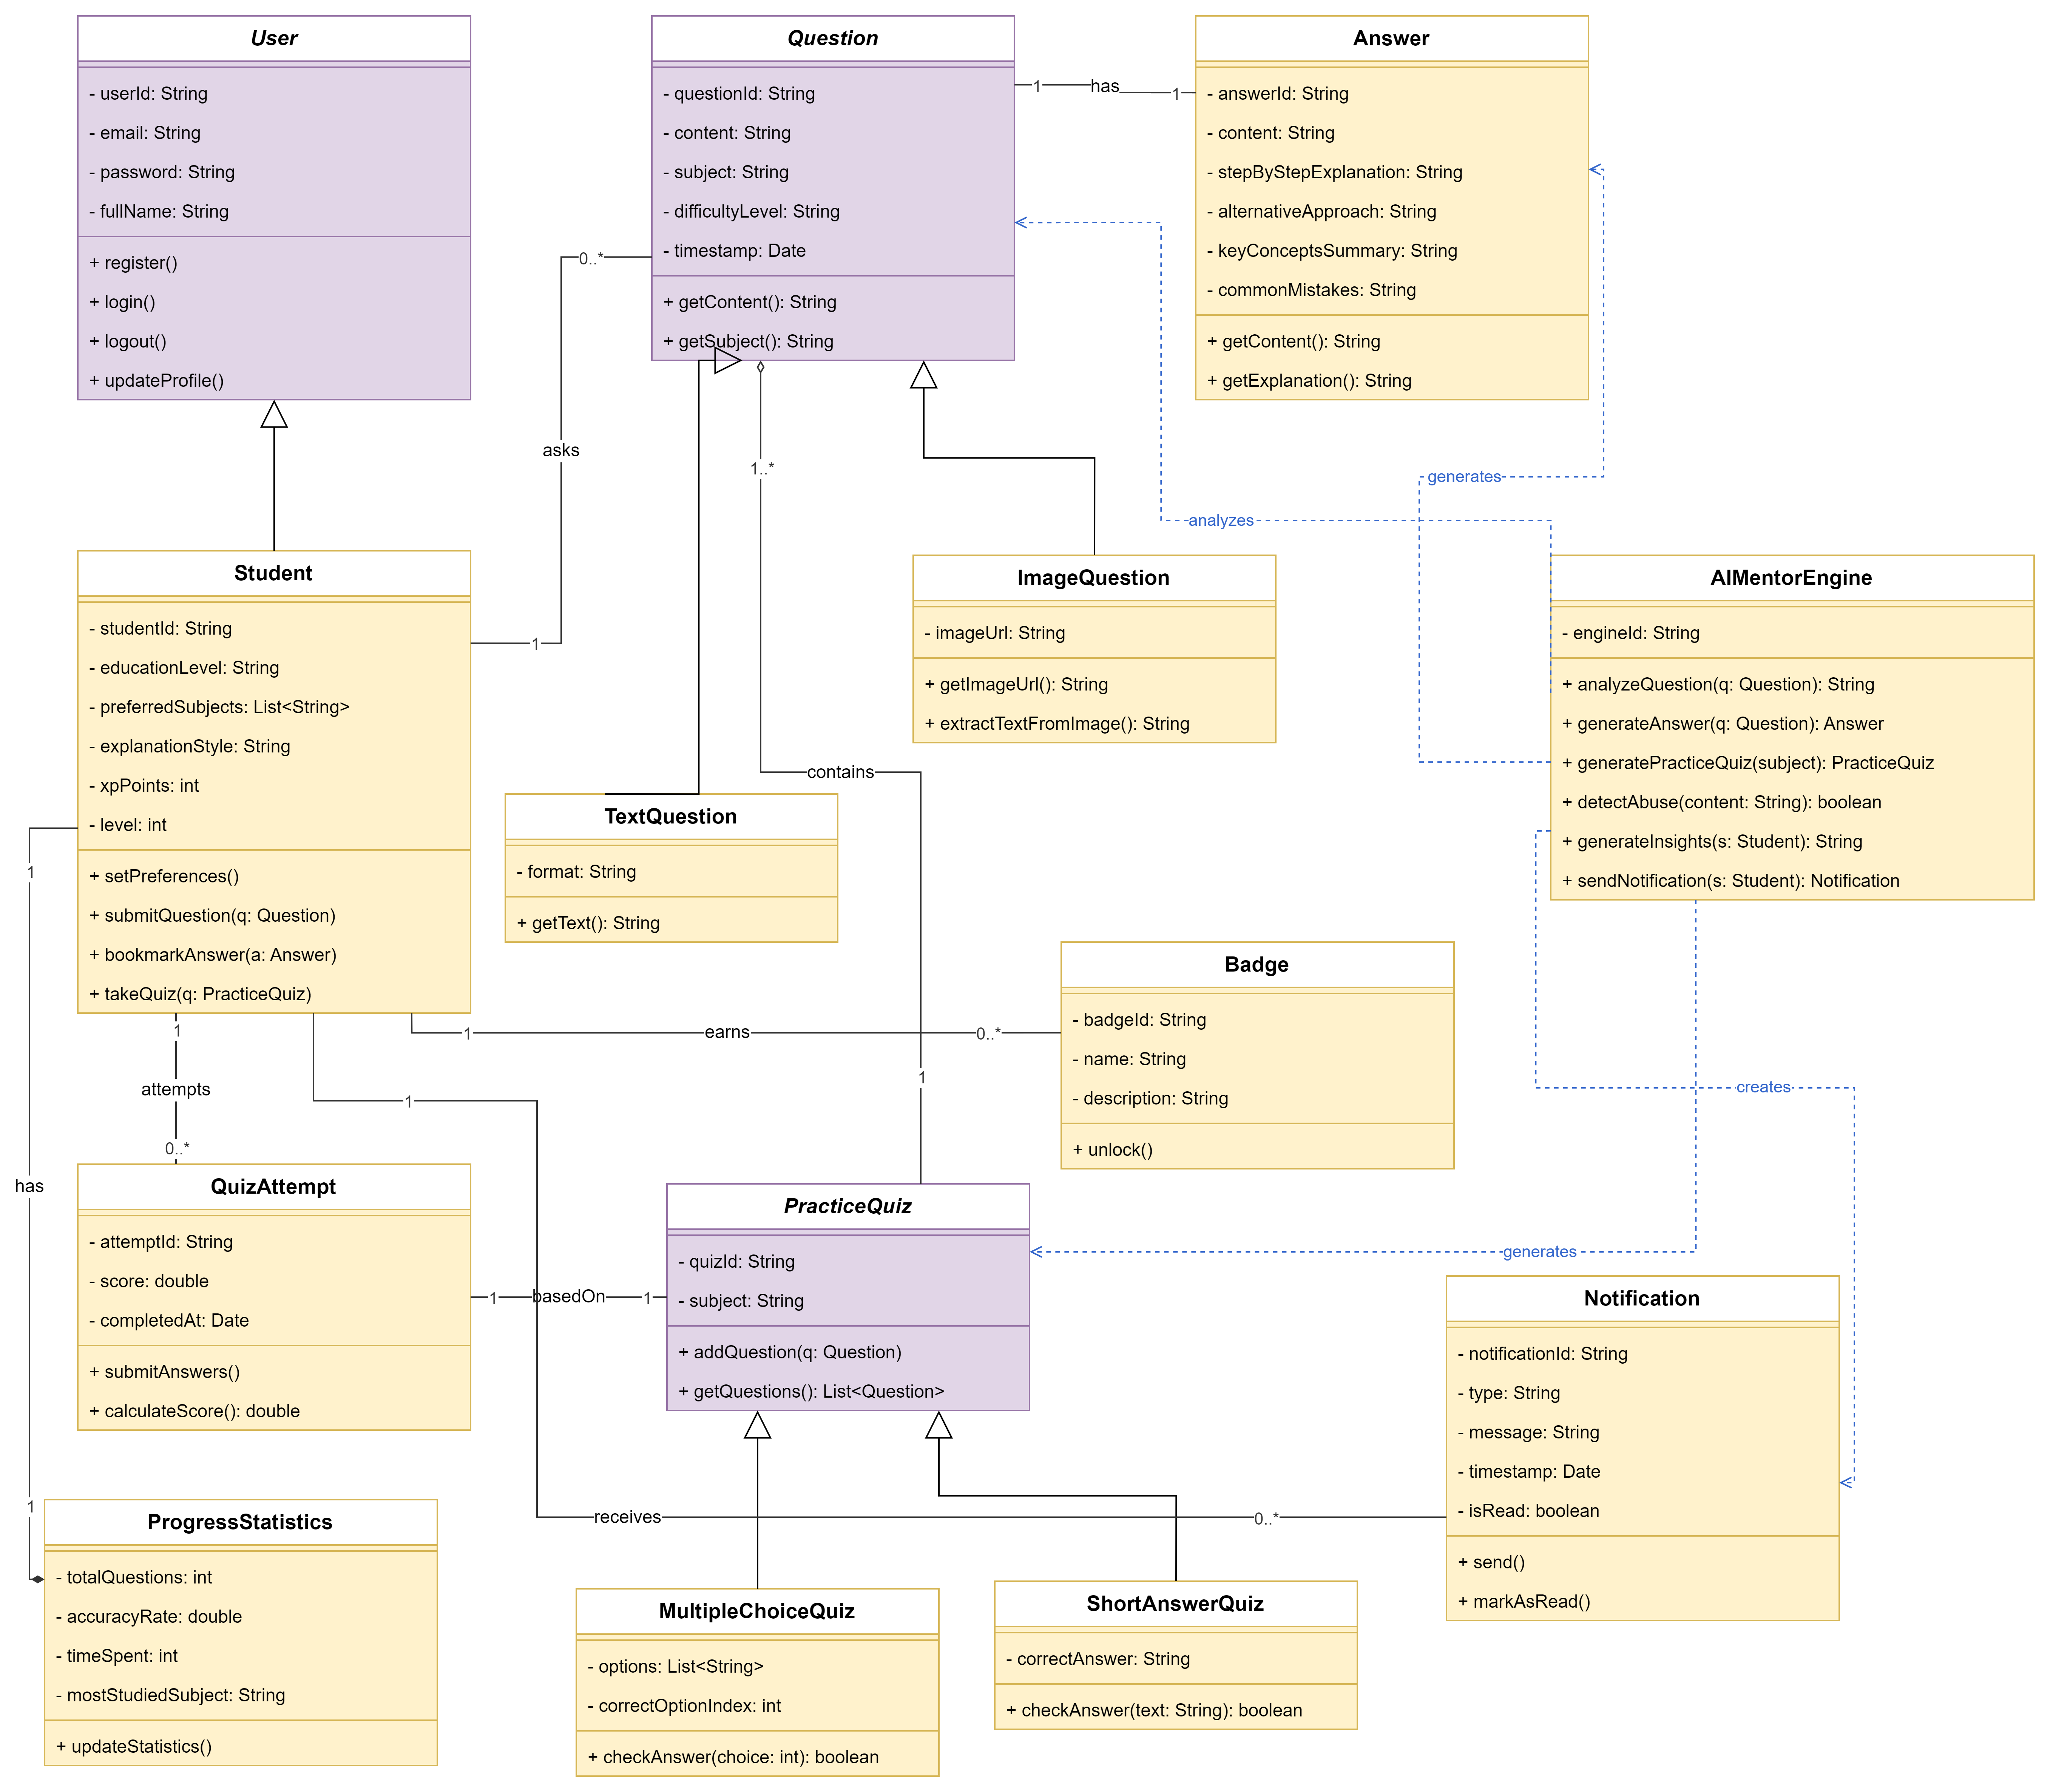 User
- userId: String
- email: String
- password: String
- fullName: String
+ register()
+ login()
+ logout()
+ updateProfile()
Question
- questionId: String
- content: String
- subject: String
- difficultyLevel: String
- timestamp: Date
+ getContent(): String
+ getSubject(): String
1
has
1
Answer
- answerId: String
- content: String
- stepByStepExplanation: String
- alternativeApproach: String
- keyConceptsSummary: String
- commonMistakes: String
+ getContent(): String
+ getExplanation(): String
0..*
asks
1
1..*
contains
1
generates
analyzes
Student
- studentId: String
- educationLevel: String
- preferredSubjects: List<String>
- explanationStyle: String
- xpPoints: int
- level: int
+ setPreferences()
+ submitQuestion(q: Question)
+ bookmarkAnswer(a: Answer)
+ takeQuiz(q: PracticeQuiz)
ImageQuestion
- imageUrl: String
+ getImageUrl(): String
+ extractTextFromImage(): String
AIMentorEngine
- engineId: String
+ analyzeQuestion(q: Question): String
+ generateAnswer(q: Question): Answer
+ generatePracticeQuiz(subject): PracticeQuiz
+ detectAbuse(content: String): boolean
+ generateInsights(s: Student): String
+ sendNotification(s: Student): Notification
TextQuestion
- format: String
+ getText(): String
1
has
1
1
attempts
0..*
1
earns
0..*
1
receives
0..*
Badge
- badgeId: String
- name: String
- description: String
+ unlock()
creates
generates
QuizAttempt
- attemptId: String
- score: double
- completedAt: Date
+ submitAnswers()
+ calculateScore(): double
1
basedOn
1
PracticeQuiz
- quizId: String
- subject: String
+ addQuestion(q: Question)
+ getQuestions(): List<Question>
Notification
- notificationId: String
- type: String
- message: String
- timestamp: Date
- isRead: boolean
+ send()
+ markAsRead()
ProgressStatistics
- totalQuestions: int
- accuracyRate: double
- timeSpent: int
- mostStudiedSubject: String
+ updateStatistics()
MultipleChoiceQuiz
- options: List<String>
- correctOptionIndex: int
+ checkAnswer(choice: int): boolean
ShortAnswerQuiz
- correctAnswer: String
+ checkAnswer(text: String): boolean